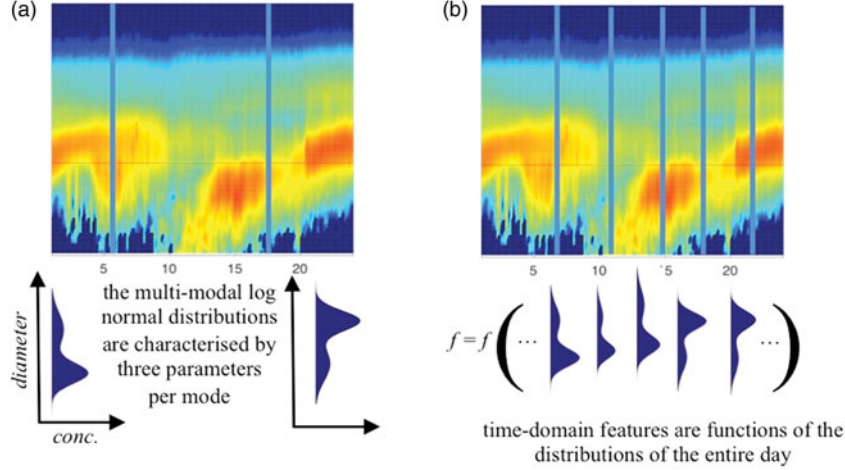 (a)
(b)
5 10 15 20
5 10 15 20
the multi-modal log
normal distributions
are characterised by
three parameters
per mode
diameter
conc.
f = f ( ... ... )
time-domain features are functions of the
distributions of the entire day